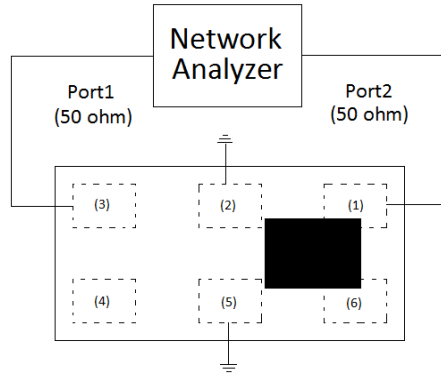 Network
Analyzer
Port1
(50 ohm)
Port2
(50 ohm)
(3)
(2)
(1)
(4)
(5)
(6)